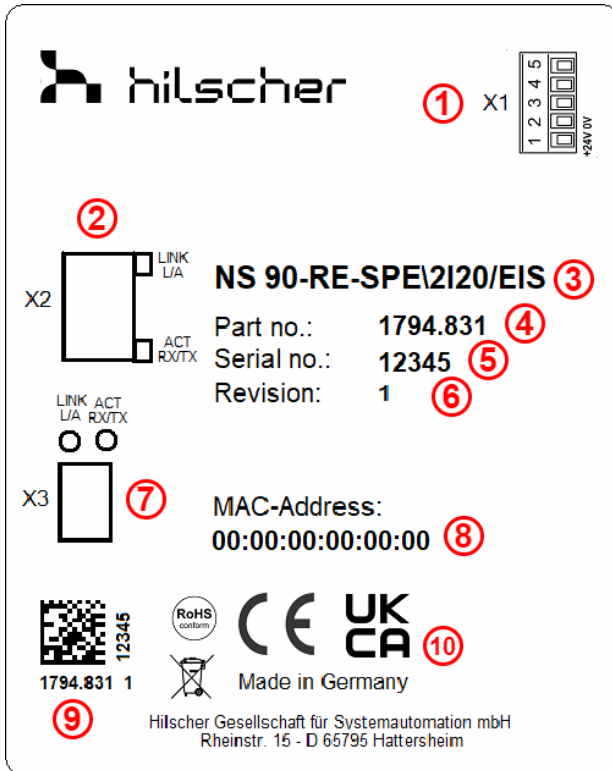 hilscher
① X1 1 2 3 4 5 +24V 0V
②
X2
LINK
L/A
ACT
RX/TX
NS 90-RE-SPE\2I20/EIS ③
Part no.: 1794.831 ④
Serial no.: 12345 ⑤
Revision: 1 ⑥
LINK ACT
L/A RX/TX
X3 ⑦
MAC-Address:
00:00:00:00:00:00 ⑧
12345
1794.831 1
⑨
RoHS
conform
CE
UK
CA
⑩
Made in Germany
Hilscher Gesellschaft für Systemautomation mbH
Rheinstr. 15 - D 65795 Hattersheim